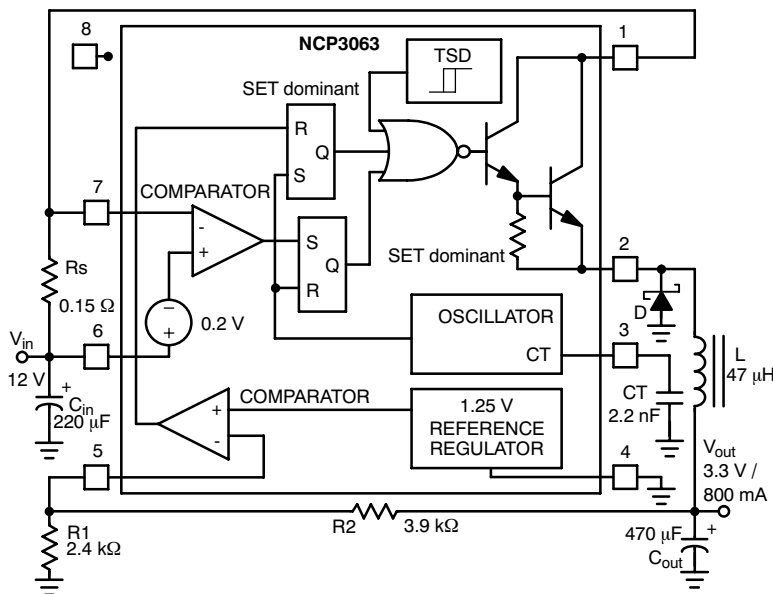 8
NCP3063
1
TSD
SET dominant
R
Q
S
7
COMPARATOR
-
+
S
Q
R
SET dominant
2
Rs
0.15 Ω
D
–
+
0.2 V
OSCILLATOR
CT
3
Vin
12 V
6
L
47 μH
CT
2.2 nF
+
Cin
220 μF
COMPARATOR
+
-
1.25 V
REFERENCE
REGULATOR
5
4
Vout
3.3 V /
800 mA
R1
2.4 kΩ
R2
3.9 kΩ
470 μF
+
Cout